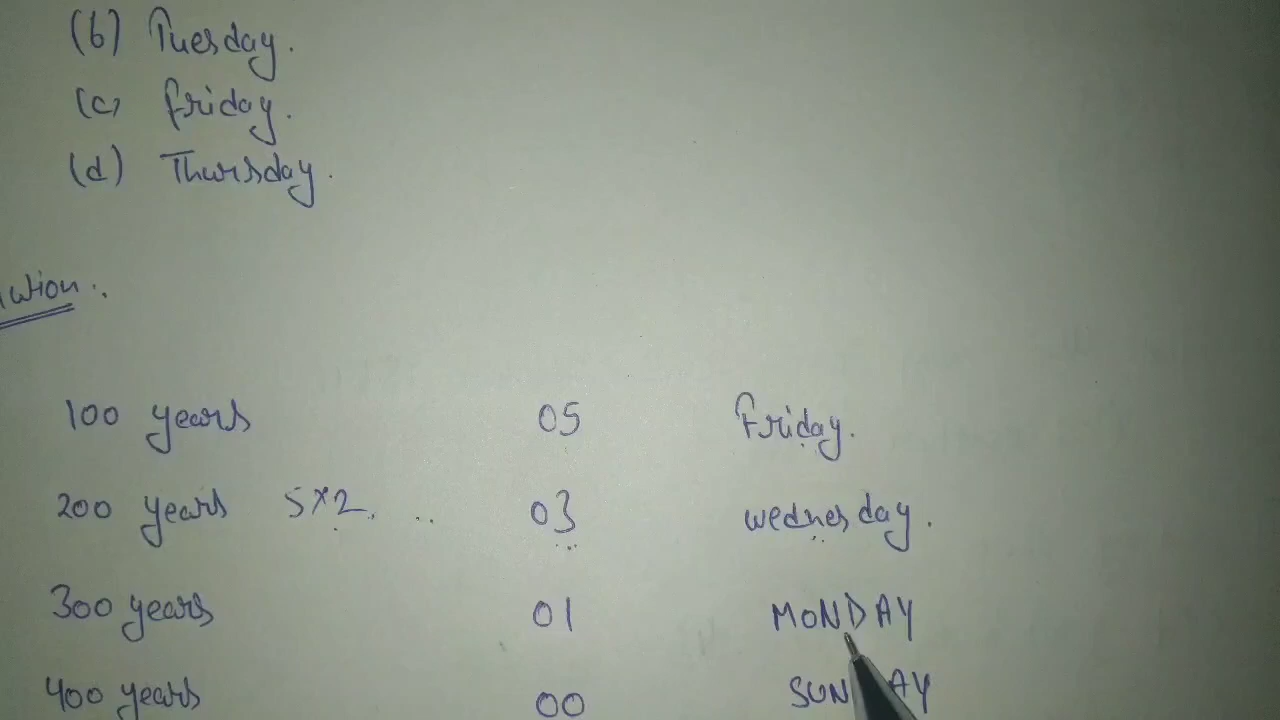 (b) Tuesday.
(c) Friday.
(d) Thursday.
100 years 05 Friday.
200 years 5×2. .. 03 wednesday.
300 years 01 MONDAY
400 years 00